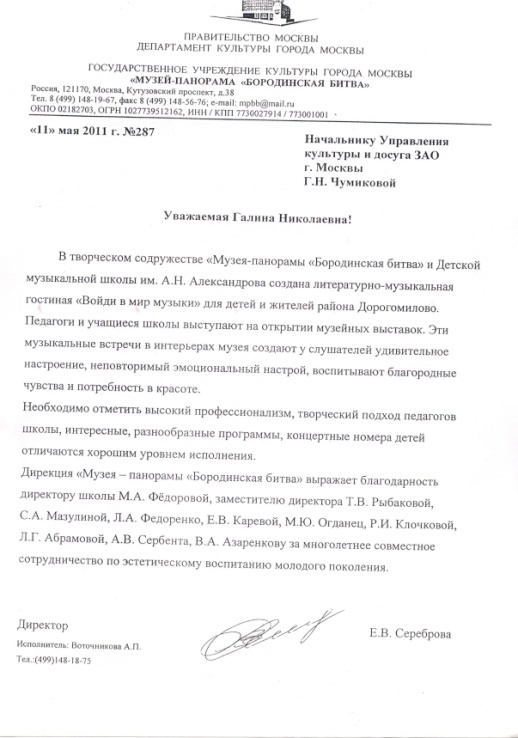 ПРАВИТЕЛЬСТВО МОСКВЫ
ДЕПАРТАМЕНТ КУЛЬТУРЫ ГОРОДА МОСКВЫ
ГОСУДАРСТВЕННОЕ УЧРЕЖДЕНИЕ КУЛЬТУРЫ ГОРОДА МОСКВЫ
«МУЗЕЙ-ПАНОРАМА «БОРОДИНСКАЯ БИТВА»
Россия, 121170, Москва, Кутузовский проспект, д.38
Тел. 8 (499) 148-19-67, факс 8 (499) 148-56-76; e-mail: mpbb@mail.ru
ОКПО 02182703, ОГРН 1027739512162, ИНН / КПП 7730027914 / 773001001
«11» мая 2011 г. №287
Начальнику Управления
культуры и досуга ЗАО
г. Москвы
Г.Н. Чумиковой
Уважаемая Галина Николаевна!
В творческом содружестве «Музея-панорамы «Бородинская битва» и Детской
музыкальной школы им. А.Н. Александрова создана литературно-музыкальная
гостиная «Войди в мир музыки» для детей и жителей района Дорогомилово.
Педагоги и учащиеся школы выступают на открытии музейных выставок. Эти
музыкальные встречи в интерьерах музея создают у слушателей удивительное
настроение, неповторимый эмоциональный настрой, воспитывают благородные
чувства и потребность в красоте.
Необходимо отметить высокий профессионализм, творческий подход педагогов
школы, интересные, разнообразные программы, концертные номера детей
отличаются хорошим уровнем исполнения.
Дирекция «Музея – панорамы «Бородинская битва» выражает благодарность
директору школы М.А. Фёдоровой, заместителю директора Т.В. Рыбаковой,
С.А. Мазулиной, Л.А. Федоренко, Е.В. Каревой, М.Ю. Огданец, Р.И. Клочковой,
Л.Г. Абрамовой, А.В. Сербента, В.А. Азаренкову за многолетнее совместное
сотрудничество по эстетическому воспитанию молодого поколения.
Директор
Е.В. Сереброва
Исполнитель: Воточникова А.П.
Тел.:(499)148-18-75